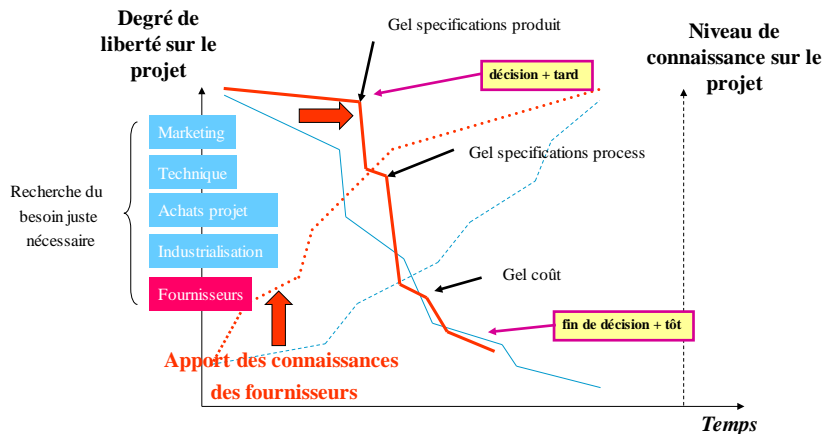 Degré de
liberté sur le
projet
Gel specifications produit
Niveau de
connaissance sur le
projet
décision + tard
Marketing
Technique
Achats projet
Industrialisation
Fournisseurs
Recherche du
besoin juste
nécessaire
Gel specifications process
Gel coût
fin de décision + tôt
Apport des connaissances
des fournisseurs
Temps